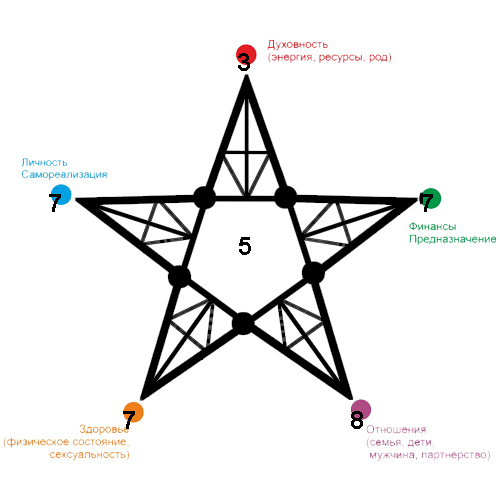 Духовность
(энергия, ресурсы, род)
3
Личность
Самореализация
7
7
Финансы
Предназначение
5
7
Здоровье
(физическое состояние,
сексуальность)
8
Отношения
(семья, дети,
мужчина, партнерство)